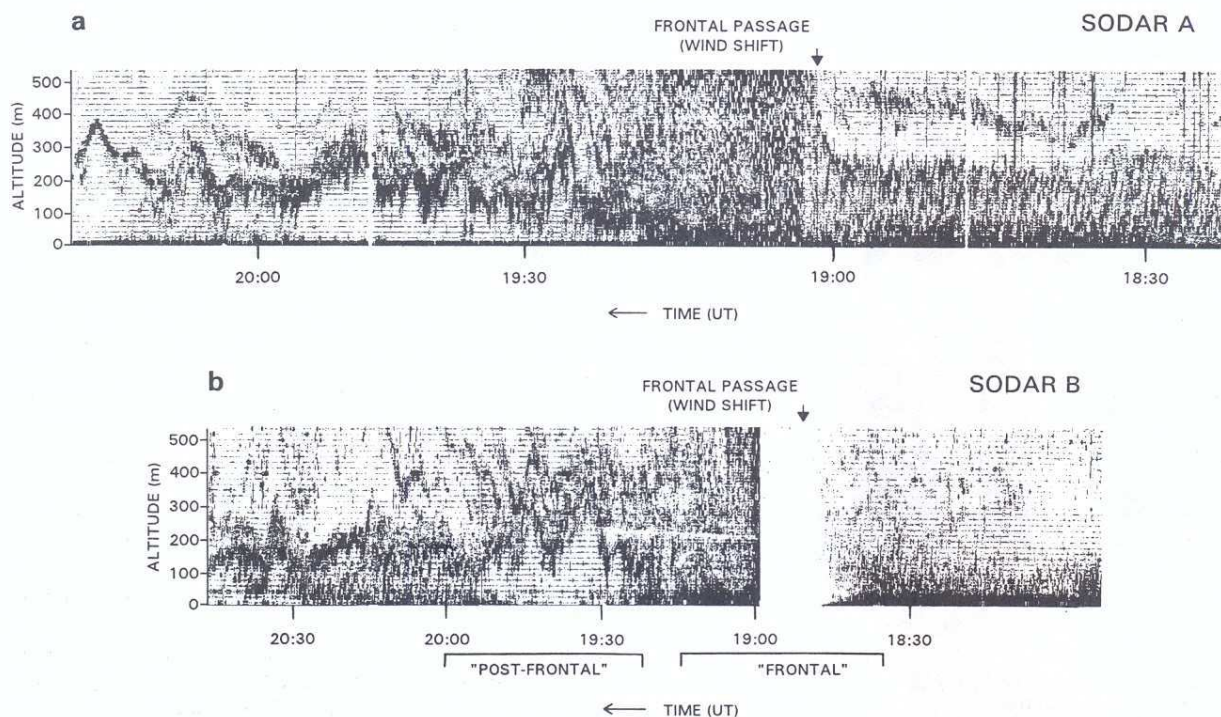 a
FRONTAL PASSAGE
(WIND SHIFT)
SODAR A
ALTITUDE (m)
500
400
300
200
100
0
20:00
19:30
19:00
18:30
← TIME (UT)
b
FRONTAL PASSAGE
(WIND SHIFT)
SODAR B
ALTITUDE (m)
500
400
300
200
100
0
20:30
20:00
19:30
19:00
18:30
"POST-FRONTAL"
"FRONTAL"
← TIME (UT)